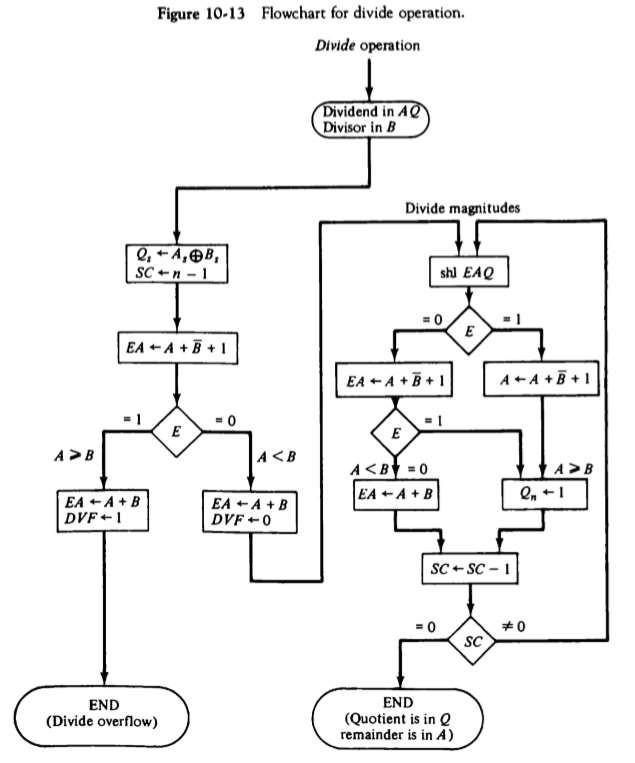 Figure 10-13 Flowchart for divide operation.
Divide operation
Dividend in AQ
Divisor in B
Qₛ ← Aₛ ⊕ Bₛ
SC ← n − 1
EA ← A + B̅ + 1
E
= 1
= 0
A ⩾ B
A < B
EA ← A + B
DVF ← 1
EA ← A + B
DVF ← 0
END
(Divide overflow)
Divide magnitudes
shl EAQ
E
= 0
= 1
EA ← A + B̅ + 1
A ← A + B̅ + 1
E
= 1
A < B
= 0
A ⩾ B
EA ← A + B
Qₙ ← 1
SC ← SC − 1
= 0
≠ 0
SC
END
(Quotient is in Q
remainder is in A)